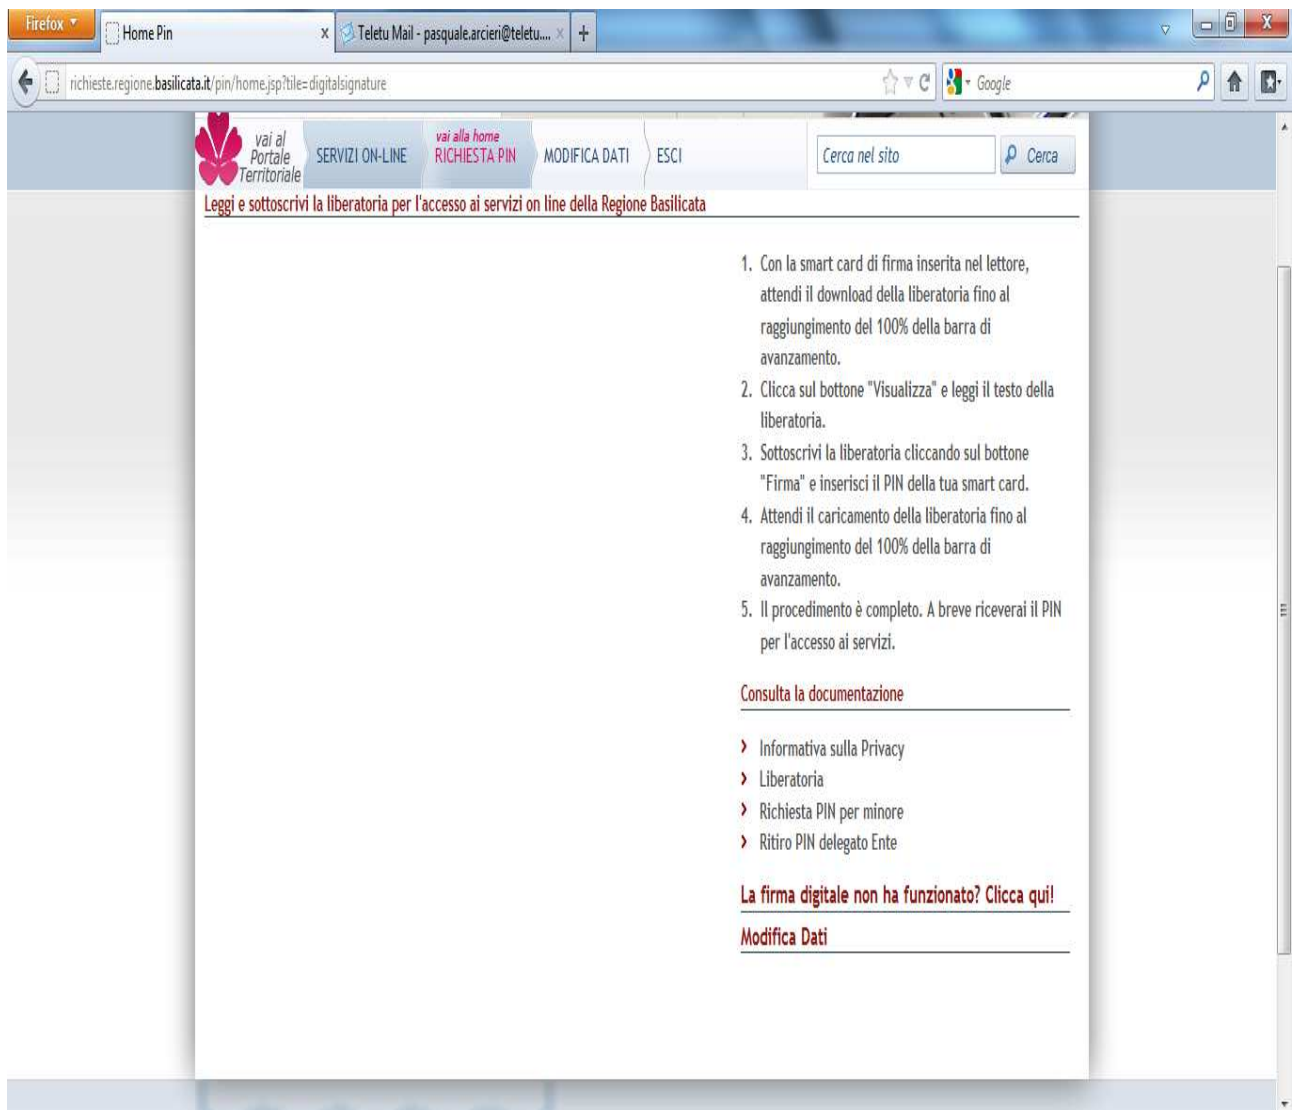 Firefox
Home Pin x
Teletu Mail - pasquale.arcieri@teletu.... x +
richieste.regione.basilicata.it/pin/home.jsp?tile=digitalsignature
Google
vai al
Portale
Territoriale
SERVIZI ON-LINE
vai alla home
RICHIESTA PIN
MODIFICA DATI
ESCI
Cerca nel sito
Cerca
Leggi e sottoscrivi la liberatoria per l'accesso ai servizi on line della Regione Basilicata
1. Con la smart card di firma inserita nel lettore,
attendi il download della liberatoria fino al
raggiungimento del 100% della barra di
avanzamento.
2. Clicca sul bottone "Visualizza" e leggi il testo della
liberatoria.
3. Sottoscrivi la liberatoria cliccando sul bottone
"Firma" e inserisci il PIN della tua smart card.
4. Attendi il caricamento della liberatoria fino al
raggiungimento del 100% della barra di
avanzamento.
5. Il procedimento è completo. A breve riceverai il PIN
per l'accesso ai servizi.
Consulta la documentazione
Informativa sulla Privacy
Liberatoria
Richiesta PIN per minore
Ritiro PIN delegato Ente
La firma digitale non ha funzionato? Clicca qui!
Modifica Dati